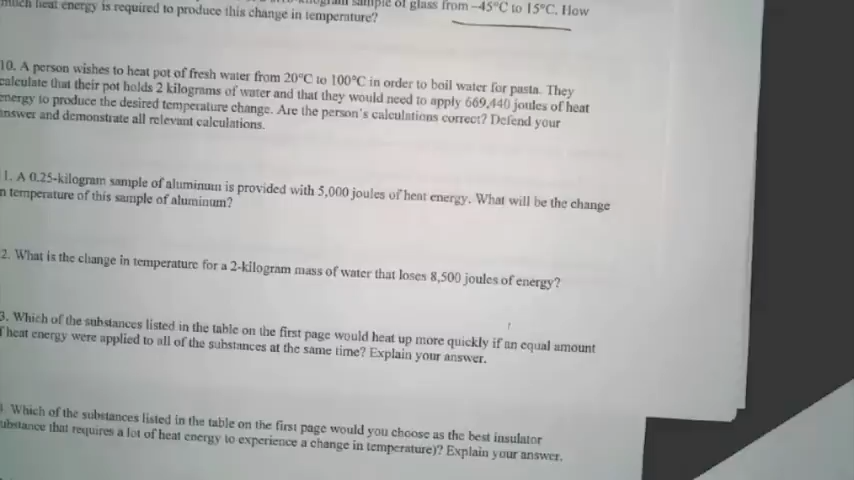 sample of glass from –45°C to 15°C. How
much heat energy is required to produce this change in temperature?
10. A person wishes to heat pot of fresh water from 20°C to 100°C in order to boil water for pasta. They
calculate that their pot holds 2 kilograms of water and that they would need to apply 669,440 joules of heat
energy to produce the desired temperature change. Are the person's calculations correct? Defend your
answer and demonstrate all relevant calculations.
1. A 0.25-kilogram sample of aluminum is provided with 5,000 joules of heat energy. What will be the change
n temperature of this sample of aluminum?
2. What is the change in temperature for a 2-kilogram mass of water that loses 8,500 joules of energy?
3. Which of the substances listed in the table on the first page would heat up more quickly if an equal amount
f heat energy were applied to all of the substances at the same time? Explain your answer.
. Which of the substances listed in the table on the first page would you choose as the best insulator
ubstance that requires a lot of heat energy to experience a change in temperature)? Explain your answer.